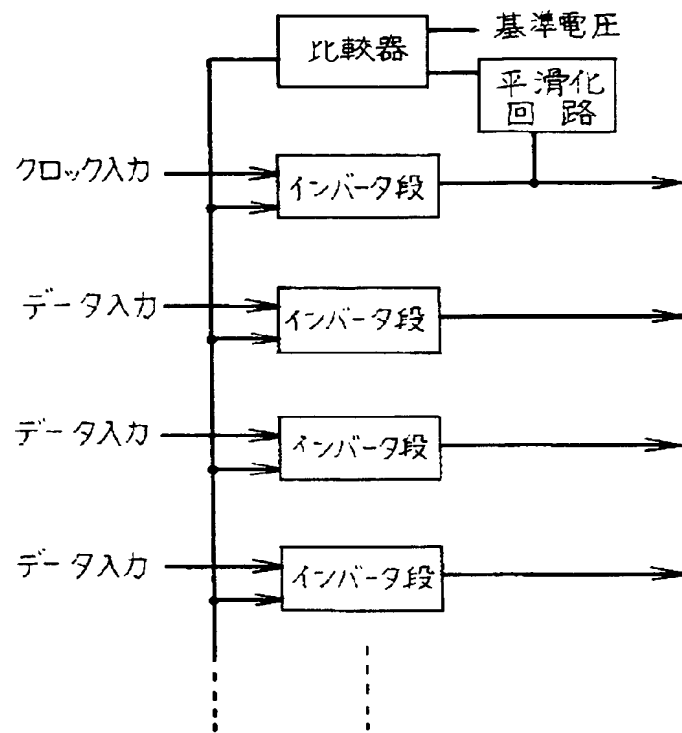 基準電圧
比較器
平滑化
回路
クロック入力
インバータ段
データ入力
インバータ段
データ入力
インバータ段
データ入力
インバータ段